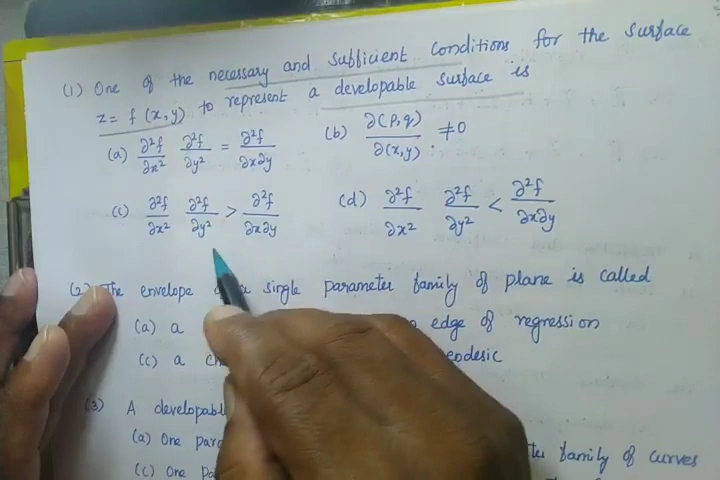 (1) One of the necessary and sufficient conditions for the surface
z = f(x,y) to represent a developable surface is
(a) ∂²f/∂x² ∂²f/∂y² = ∂²f/∂x∂y (b) ∂(p,q)/∂(x,y) ≠ 0
(c) ∂²f/∂x² ∂²f/∂y² > ∂²f/∂x∂y (d) ∂²f/∂x² ∂²f/∂y² < ∂²f/∂x∂y
(2) The envelope a single parameter family of plane is called
(a) a edge of regression
(c) a
(3) A
(a) One family of curves
(c) One